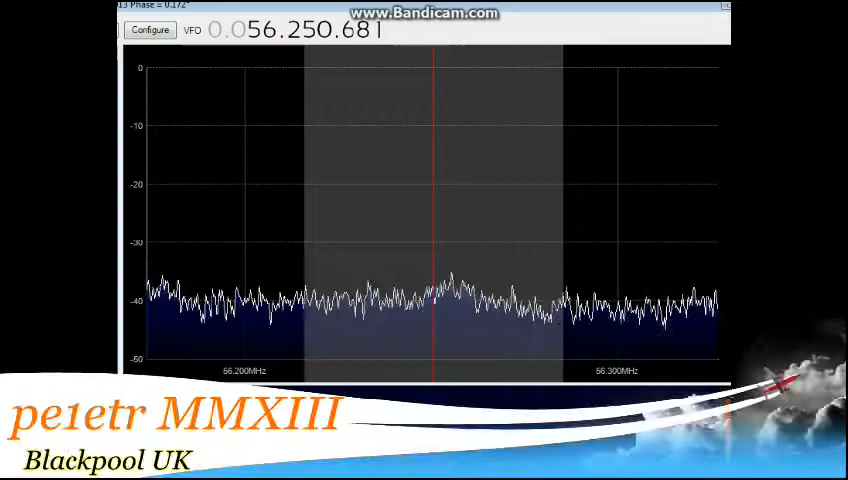 13 Phase = 0.172°
www.Bandicam.com
Configure
VFO
0.056.250.681
0
-10
-20
-30
-40
-50
56.200MHz
56.300MHz
pe1etr MMXIII
Blackpool UK